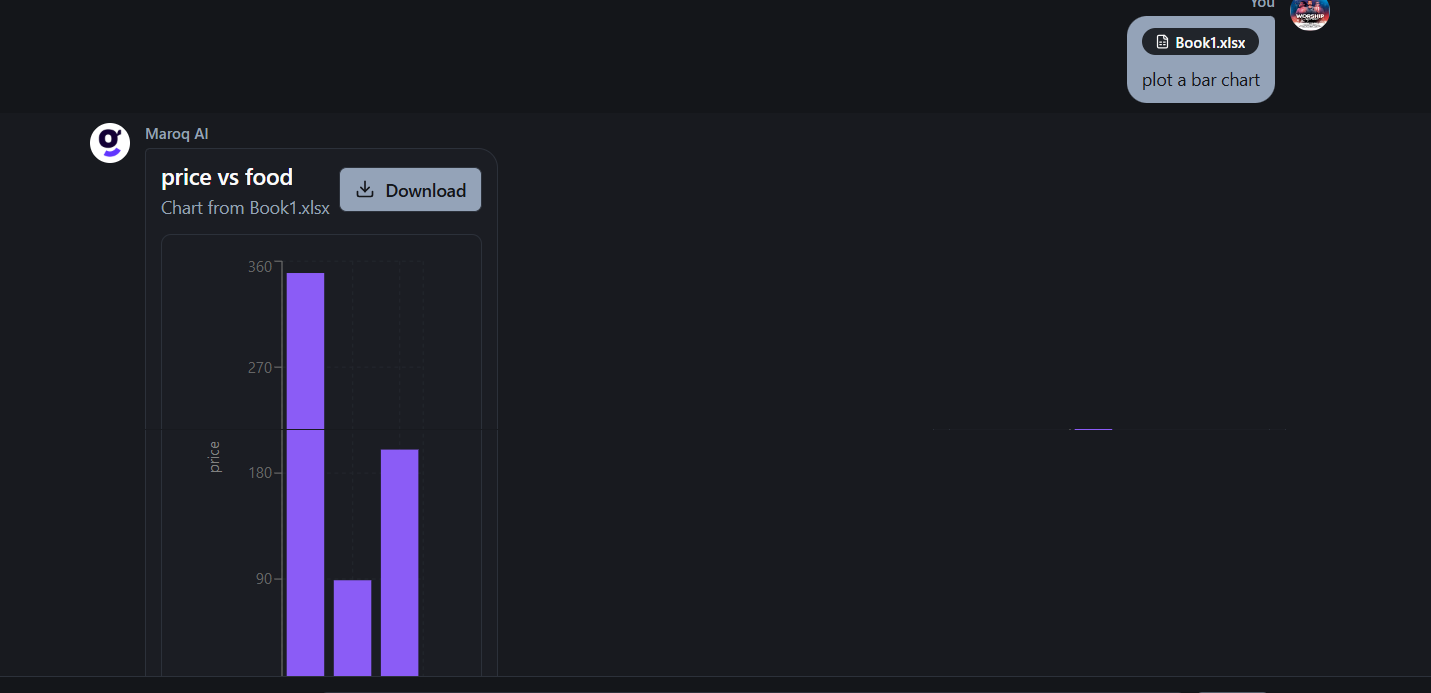 You
WORSHIP
Book1.xlsx
plot a bar chart
Maroq AI
price vs food
Download
Chart from Book1.xlsx
360
270
price
180
90